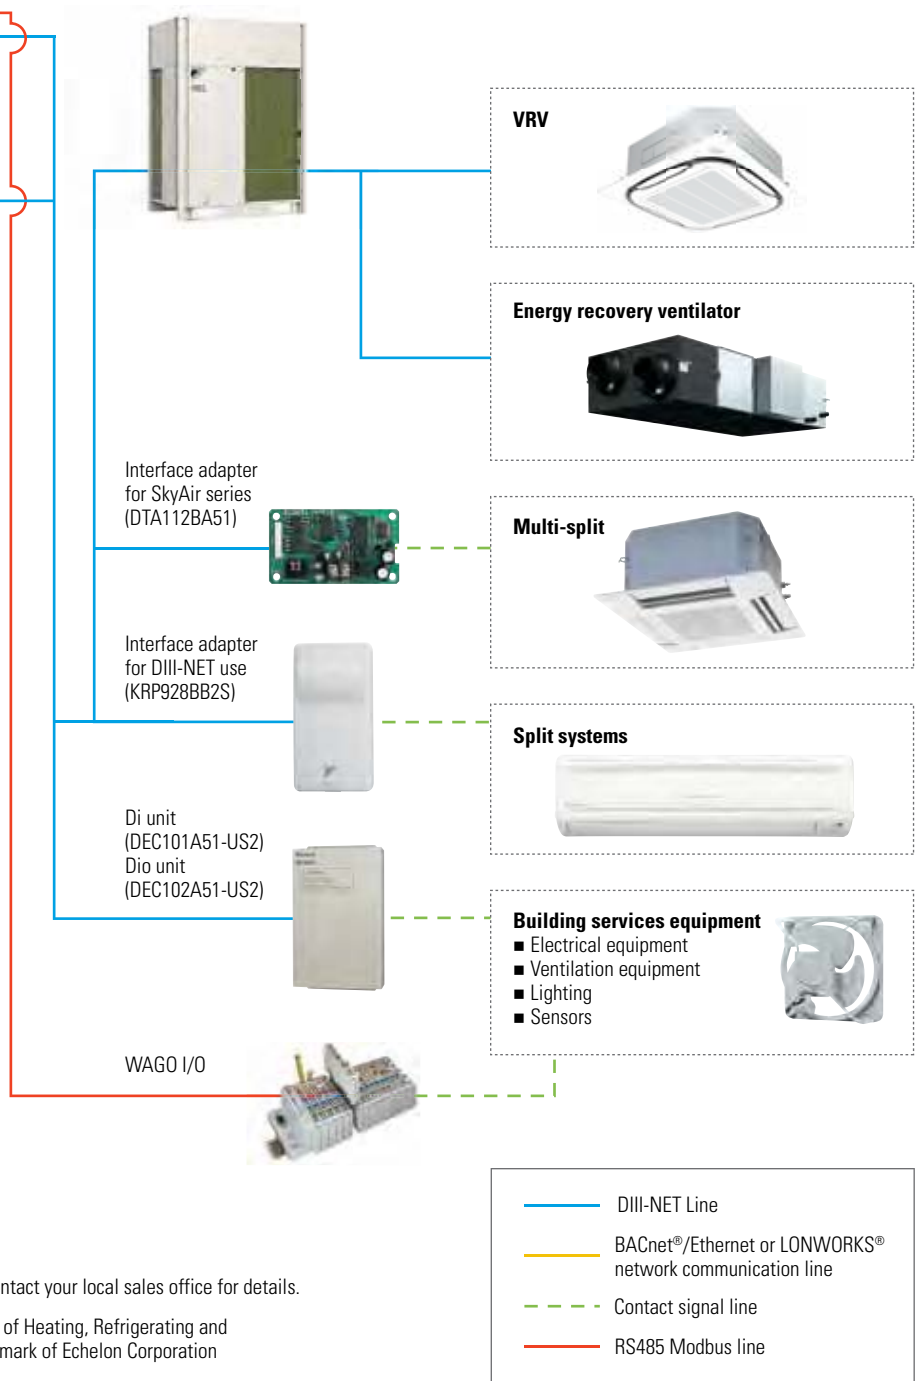 VRV
Energy recovery ventilator
Interface adapter
for SkyAir series
(DTA112BA51)
Multi-split
Interface adapter
for DIII-NET use
(KRP928BB2S)
Split systems
Di unit
(DEC101A51-US2)
Dio unit
(DEC102A51-US2)
Building services equipment
■ Electrical equipment
■ Ventilation equipment
■ Lighting
■ Sensors
WAGO I/O
DIII-NET Line
BACnet®/Ethernet or LONWORKS®
network communication line
Contact signal line
RS485 Modbus line
ntact your local sales office for details.
of Heating, Refrigerating and
mark of Echelon Corporation